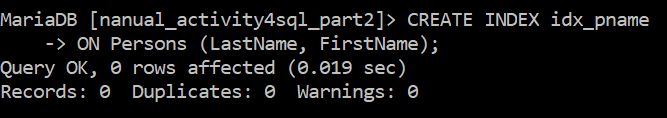 MariaDB [nanual_activity4sql_part2]> CREATE INDEX idx_pname
    -> ON Persons (LastName, FirstName);
Query OK, 0 rows affected (0.019 sec)
Records: 0  Duplicates: 0  Warnings: 0